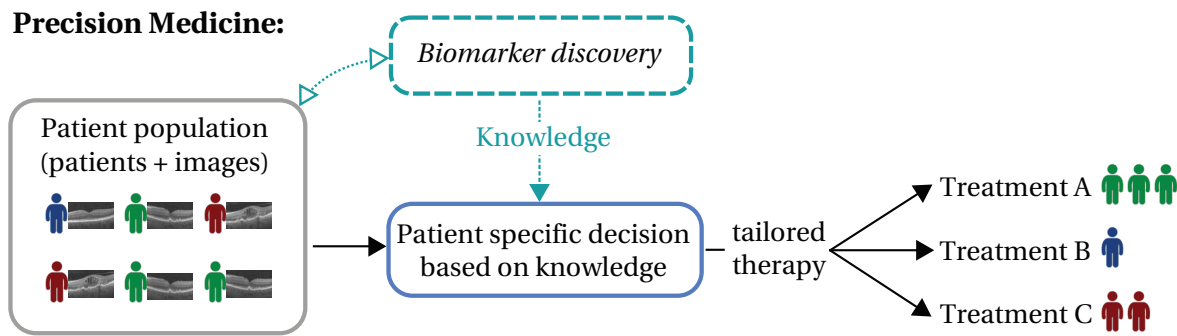 Precision Medicine:
Biomarker discovery
Patient population
(patients + images)
Knowledge
Patient specific decision
based on knowledge
tailored
therapy
Treatment A
Treatment B
Treatment C